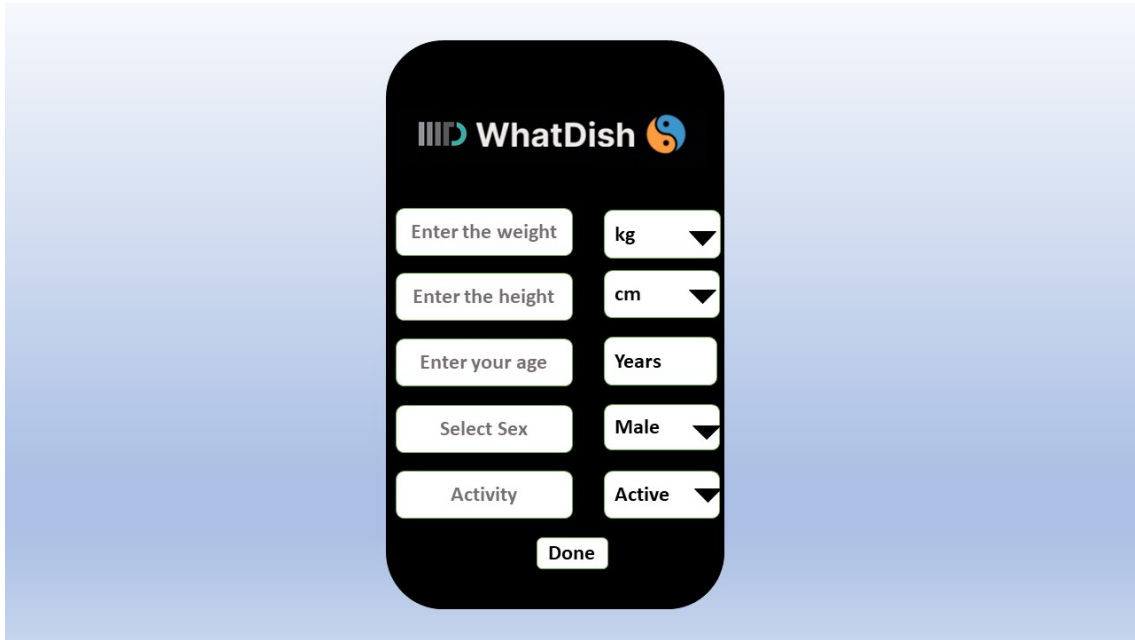 IIITD WhatDish
Enter the weight kg
Enter the height cm
Enter your age Years
Select Sex Male
Activity Active
Done